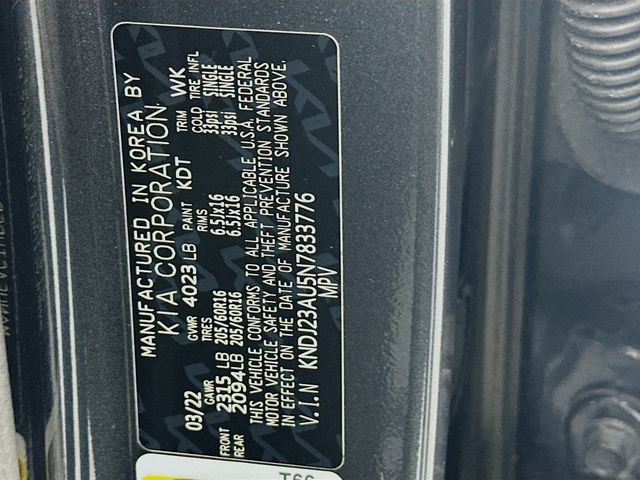 MANUFACTURED IN KOREA BY
KIA CORPORATION
03/22 GVWR 4023 LB PAINT KDT TRIM WK
GAWR TIRES RIMS COLD TIRE INFL
FRONT 2315 LB 205/60R16 6.5Jx16 33psi SINGLE
REAR 2094LB 205/60R16 6.5Jx16 33psi SINGLE
THIS VEHICLE CONFORMS TO ALL APPLICABLE U.S.A. FEDERAL
MOTOR VEHICLE SAFETY AND THEFT PREVENTION STANDARDS
IN EFFECT ON THE DATE OF MANUFACTURE SHOWN ABOVE.
V.I.N KNDJ23AU5N7833776
MPV